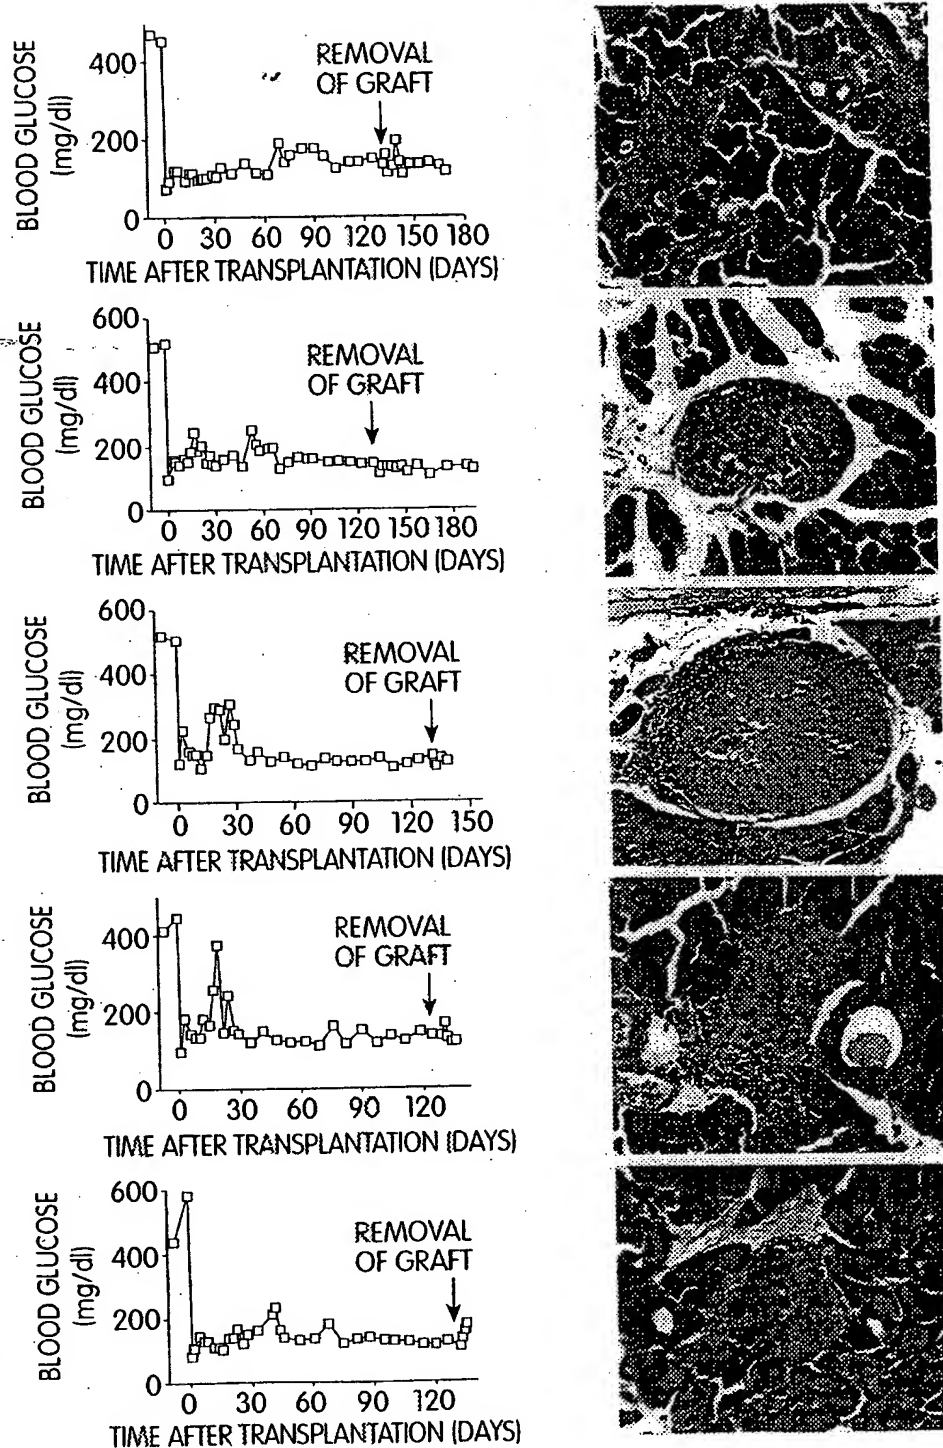 BLOOD GLUCOSE
(mg/dl)
400
200
0
REMOVAL
OF GRAFT
0 30 60 90 120 150 180
TIME AFTER TRANSPLANTATION (DAYS)
BLOOD GLUCOSE
(mg/dl)
600
400
200
0
REMOVAL
OF GRAFT
0 30 60 90 120 150 180
TIME AFTER TRANSPLANTATION (DAYS)
BLOOD GLUCOSE
(mg/dl)
600
400
200
0
REMOVAL
OF GRAFT
0 30 60 90 120 150
TIME AFTER TRANSPLANTATION (DAYS)
BLOOD GLUCOSE
(mg/dl)
400
200
0
REMOVAL
OF GRAFT
0 30 60 90 120
TIME AFTER TRANSPLANTATION (DAYS)
BLOOD GLUCOSE
(mg/dl)
600
400
200
0
REMOVAL
OF GRAFT
0 30 60 90 120
TIME AFTER TRANSPLANTATION (DAYS)